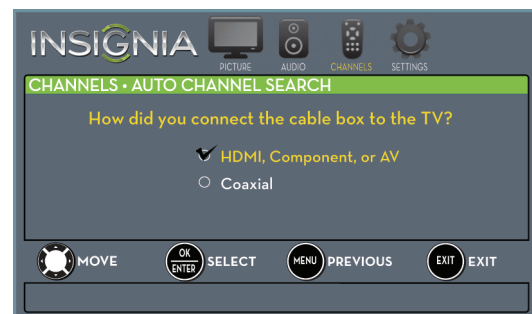 INSIGNIA
PICTURE AUDIO CHANNELS SETTINGS
CHANNELS • AUTO CHANNEL SEARCH
How did you connect the cable box to the TV?
HDMI, Component, or AV
Coaxial
MOVE OK ENTER SELECT MENU PREVIOUS EXIT EXIT